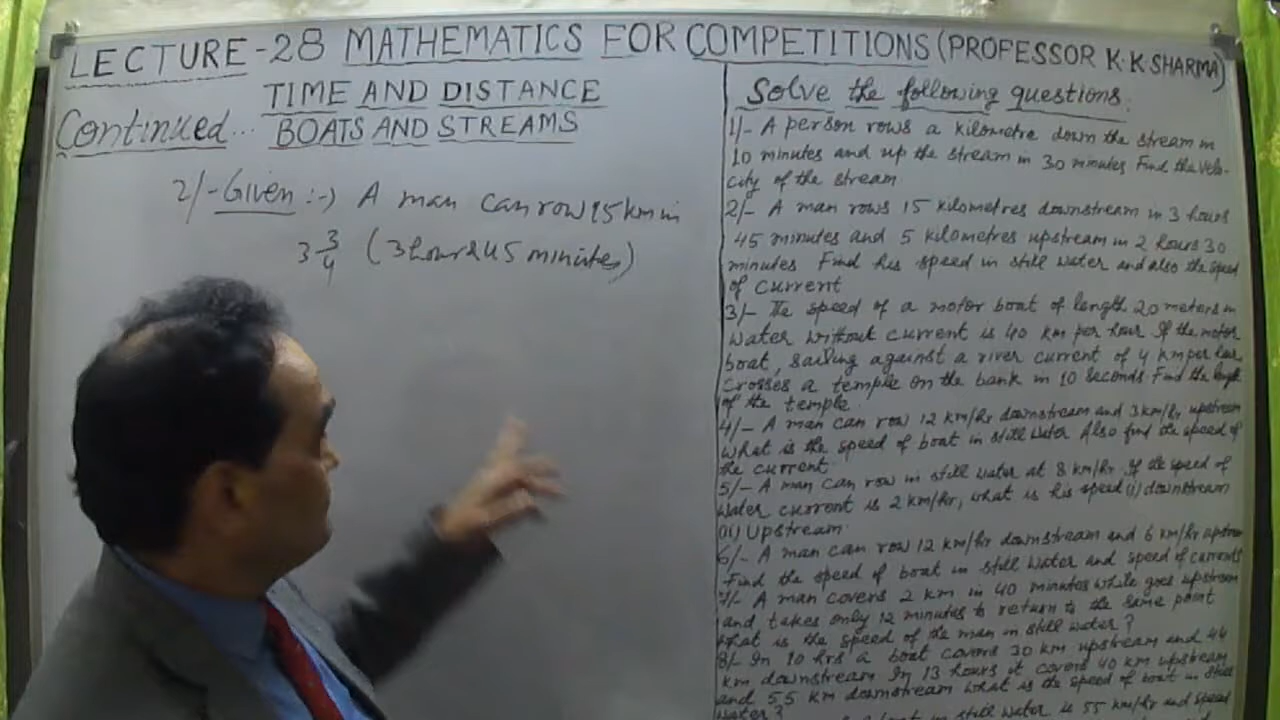 LECTURE-28 MATHEMATICS FOR COMPETITIONS (PROFESSOR K.K SHARMA)
TIME AND DISTANCE
Continued... BOATS AND STREAMS
2/- Given :-) A man can row 15 km in
3 3/4 (3 hour & 45 minutes)
Solve the following questions.
1/- A person rows a kilometre down the stream in
10 minutes and up the stream in 30 minutes Find the velo-
city of the stream
2/- A man rows 15 kilometres downstream in 3 hours
45 minutes and 5 kilometres upstream in 2 hours 30
minutes Find his speed in still water and also the speed
of current
3/- The speed of a motor boat of length 20 meters in
water without current is 40 km per hour If the motor
boat, sailing against a river current of 4 km per hour
crosses a temple on the bank in 10 seconds Find the length
of the temple.
4/- A man can row 12 km/hr downstream and 3 km/hr upstream
What is the speed of boat in still water Also find the speed of
the current.
5/- A man can row in still water at 8 km/hr. If the speed of
water current is 2 km/hr, what is his speed (i) downstream
(ii) Upstream.
6/- A man can row 12 km/hr downstream and 6 km/hr upstream
Find the speed of boat in still water and speed of currents
7/- A man covers 2 km in 40 minutes while goes upstream
and takes only 12 minutes to return to the same point
What is the speed of the man in still water?
8/- In 10 hrs a boat covers 30 km upstream and 44
km downstream In 13 hours it covers 40 km upstream
and 55 km downstream what is the speed of boat in still
water?
boat in still water is 55 km/hr and speed